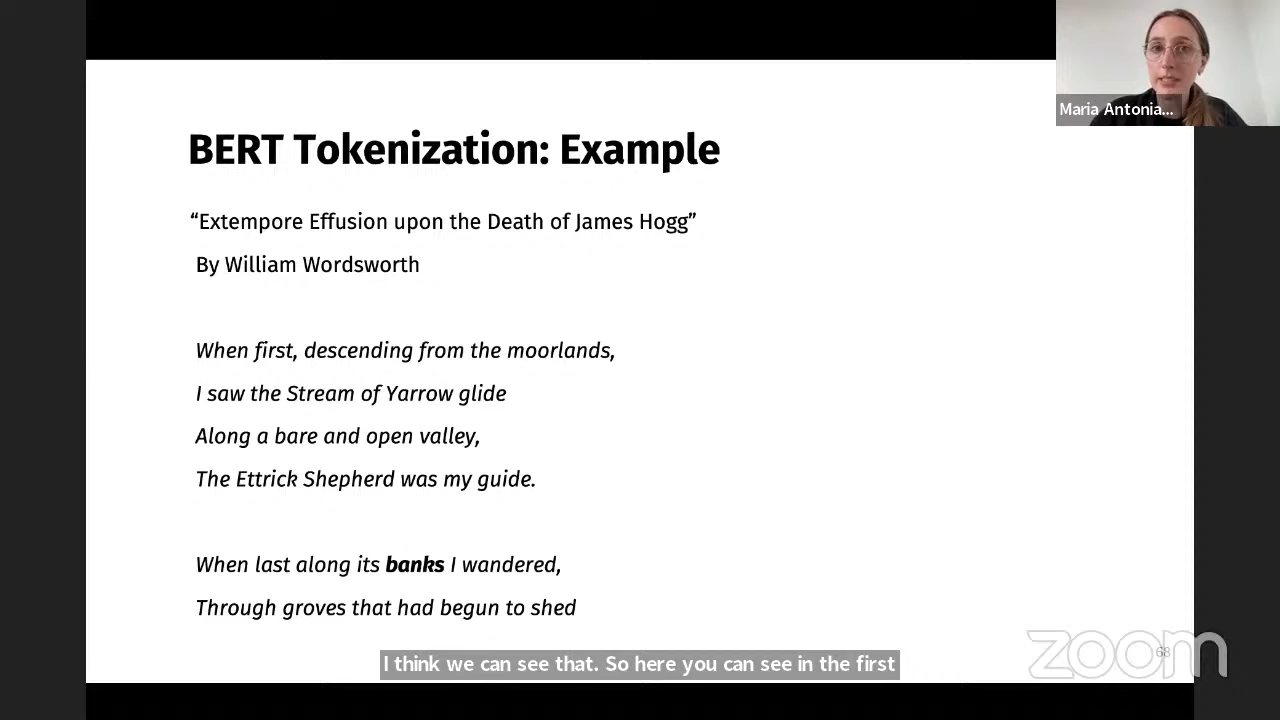 Maria Antonia...
BERT Tokenization: Example
“Extempore Effusion upon the Death of James Hogg”
By William Wordsworth
When first, descending from the moorlands,
I saw the Stream of Yarrow glide
Along a bare and open valley,
The Ettrick Shepherd was my guide.
When last along its banks I wandered,
Through groves that had begun to shed
I think we can see that. So here you can see in the first
zoom
68